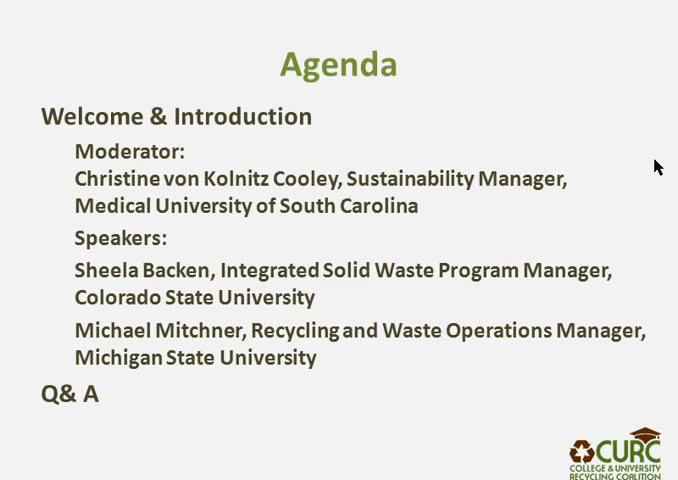 Agenda
Welcome & Introduction
Moderator:
Christine von Kolnitz Cooley, Sustainability Manager,
Medical University of South Carolina
Speakers:
Sheela Backen, Integrated Solid Waste Program Manager,
Colorado State University
Michael Mitchner, Recycling and Waste Operations Manager,
Michigan State University
Q& A
CURC
COLLEGE & UNIVERSITY
RECYCLING COALITION